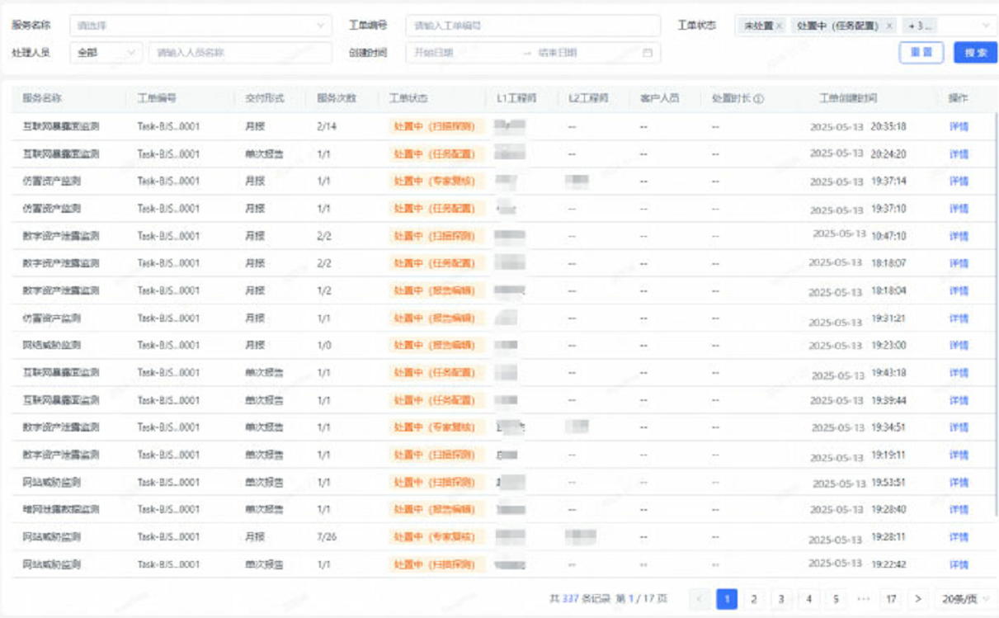 服务名称 请选择 工单编号 请输入工单编号 工单状态 未处置 × 处置中（任务配置） × + 3 ...
处理人员 全部 请输入人员名称 创建时间 开始日期 → 结束日期 重置 搜索
服务名称 工单编号 交付形式 服务次数 工单状态 L1工程师 L2工程师 客户人员 处置时长 工单创建时间 操作
互联网暴露面监测 Task-BJS...0001 月报 2/14 处置中（扫描探测） -- -- -- 2025-05-13 20:35:18 详情
互联网暴露面监测 Task-BJS...0001 单次报告 1/1 处置中（任务配置） -- -- -- 2025-05-13 20:24:20 详情
仿冒资产监测 Task-BJS...0001 月报 1/1 处置中（专家复核） -- -- 2025-05-13 19:37:14 详情
仿冒资产监测 Task-BJS...0001 月报 1/1 处置中（任务配置） -- -- -- 2025-05-13 19:37:10 详情
数字资产泄露监测 Task-BJS...0001 月报 2/2 处置中（扫描探测） -- -- -- 2025-05-13 10:47:10 详情
数字资产泄露监测 Task-BJS...0001 月报 2/2 处置中（任务配置） -- -- -- 2025-05-13 18:18:07 详情
数字资产泄露监测 Task-BJS...0001 月报 1/2 处置中（报告编辑） -- -- -- 2025-05-13 18:18:04 详情
仿冒资产监测 Task-BJS...0001 月报 1/1 处置中（报告编辑） -- -- -- 2025-05-13 19:31:21 详情
网络威胁监测 Task-BJS...0001 月报 1/0 处置中（报告编辑） -- -- -- 2025-05-13 19:23:00 详情
互联网暴露面监测 Task-BJS...0001 单次报告 1/1 处置中（任务配置） -- -- -- 2025-05-13 19:43:18 详情
互联网暴露面监测 Task-BJS...0001 单次报告 1/1 处置中（任务配置） -- -- -- 2025-05-13 19:39:44 详情
数字资产泄露监测 Task-BJS...0001 单次报告 1/1 处置中（专家复核） -- -- 2025-05-13 19:34:51 详情
数字资产泄露监测 Task-BJS...0001 单次报告 1/1 处置中（扫描探测） -- -- -- 2025-05-13 19:19:11 详情
网站威胁监测 Task-BJS...0001 单次报告 1/1 处置中（扫描探测） -- -- -- 2025-05-13 19:53:51 详情
暗网泄露数据监测 Task-BJS...0001 单次报告 1/1 处置中（报告编辑） -- -- -- 2025-05-13 19:28:40 详情
网站威胁监测 Task-BJS...0001 月报 7/26 处置中（专家复核） -- -- 2025-05-13 19:28:11 详情
网站威胁监测 Task-BJS...0001 单次报告 1/1 处置中（扫描探测） -- -- -- 2025-05-13 19:22:42 详情
共 337 条记录 第 1 / 17 页 < 1 2 3 4 5 ··· 17 > 20条/页